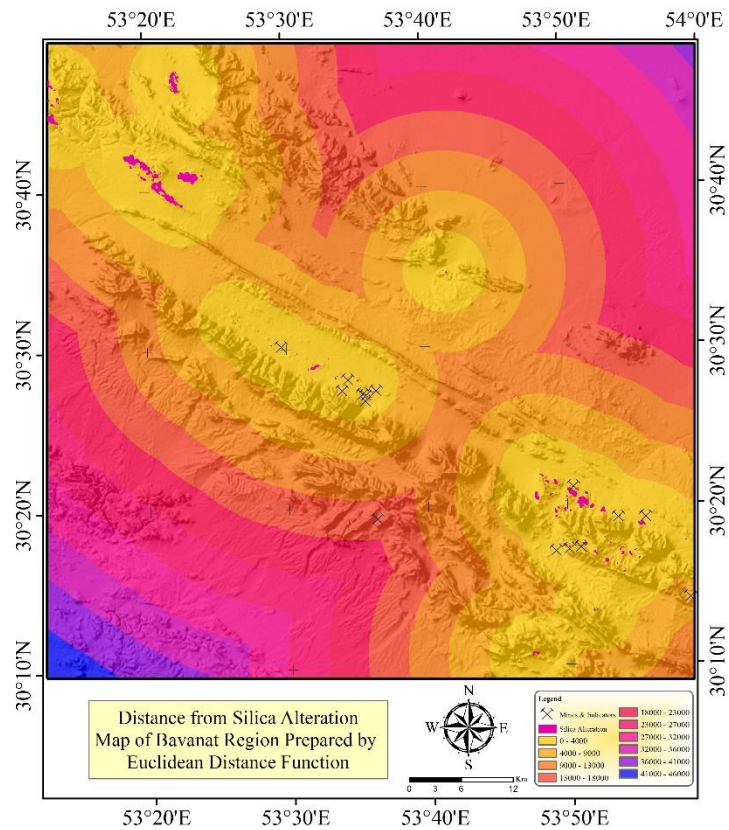 53°20'E 53°30'E 53°40'E 53°50'E 54°0'E
30°40'N 30°40'N
30°30'N 30°30'N
30°20'N 30°20'N
30°10'N 30°10'N
Distance from Silica Alteration
Map of Bavanat Region Prepared by
Euclidean Distance Function
N
W E
S
0 3 6 12 Km
Legend
Mines & Indicators
Silica Alteration
0 - 4000
4000 - 9000
9000 - 13000
13000 - 18000
18000 - 23000
23000 - 27000
27000 - 32000
32000 - 36000
36000 - 41000
41000 - 46000
53°20'E 53°30'E 53°40'E 53°50'E